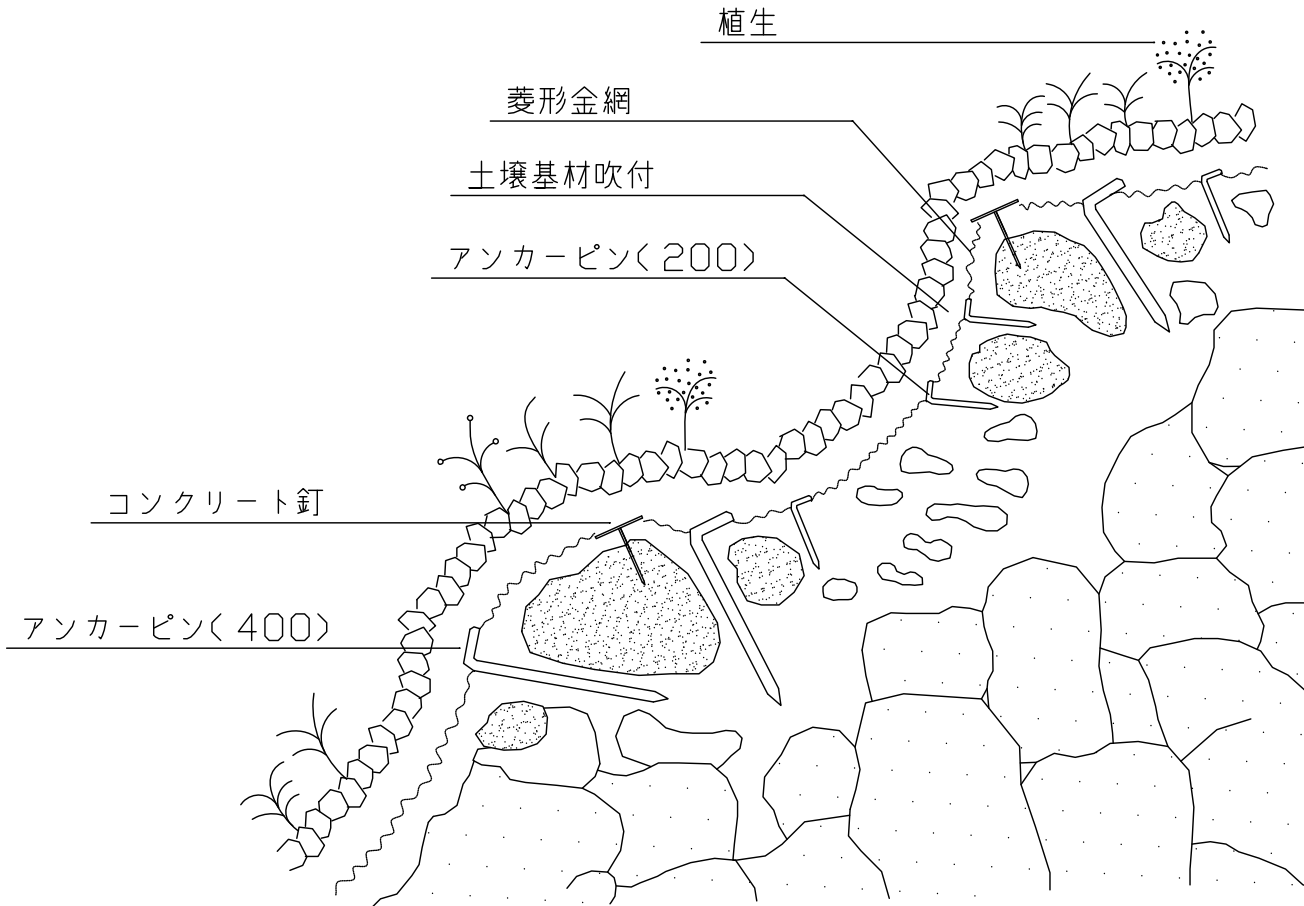 植生
菱形金網
土壌基材吹付
アンカーピン(200)
コンクリート釘
アンカーピン(400)